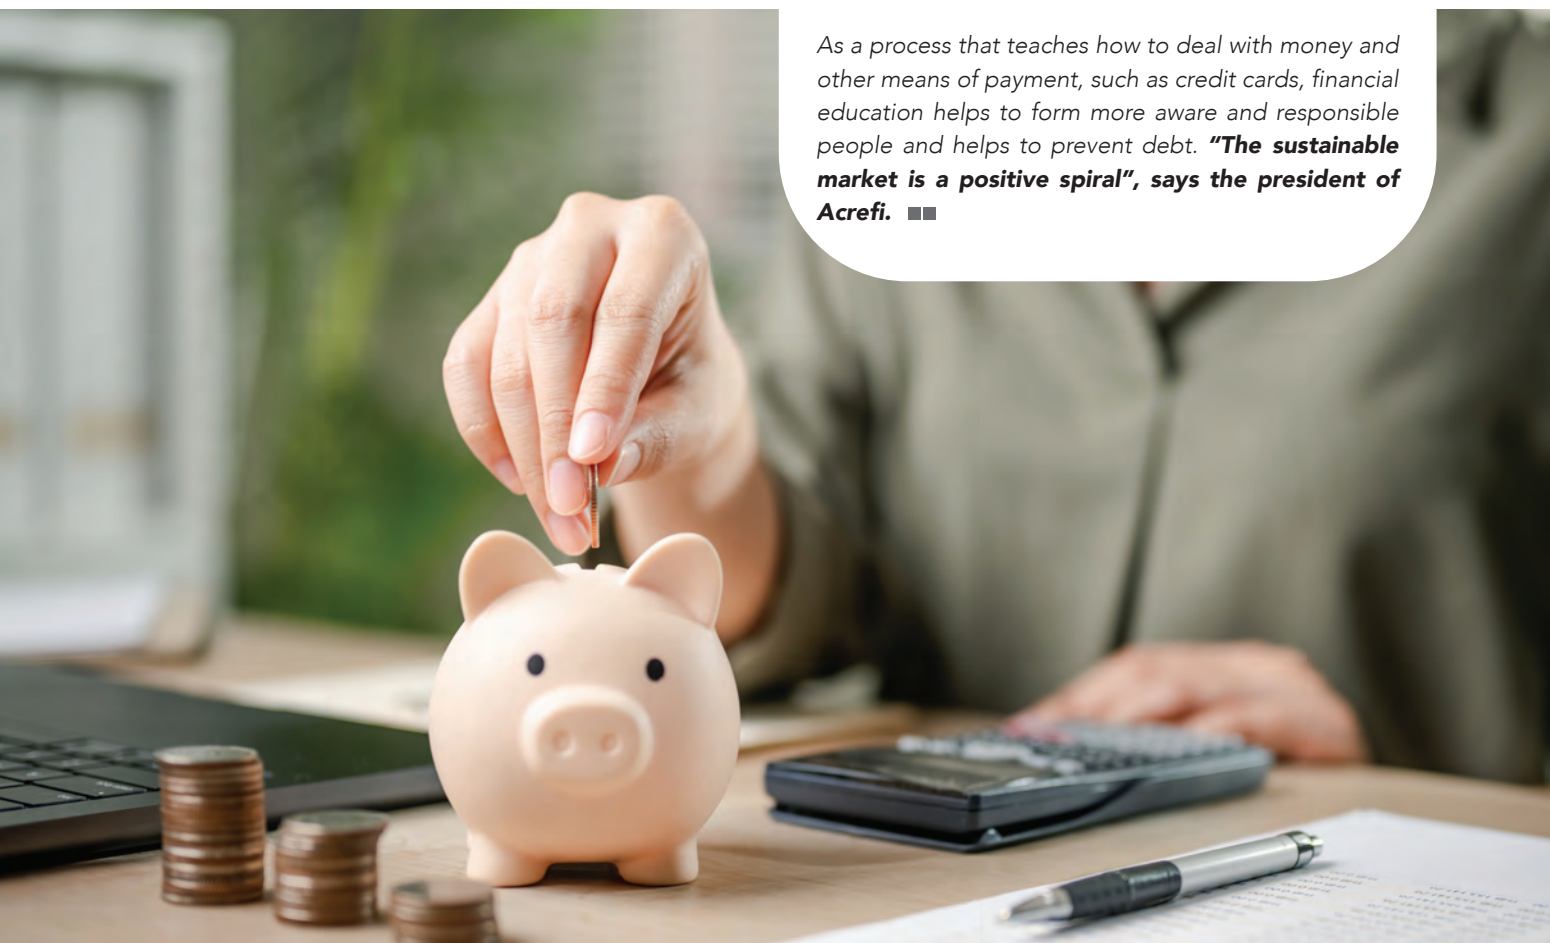 As a process that teaches how to deal with money and
other means of payment, such as credit cards, financial
education helps to form more aware and responsible
people and helps to prevent debt. “The sustainable
market is a positive spiral”, says the president of
Acrefi.